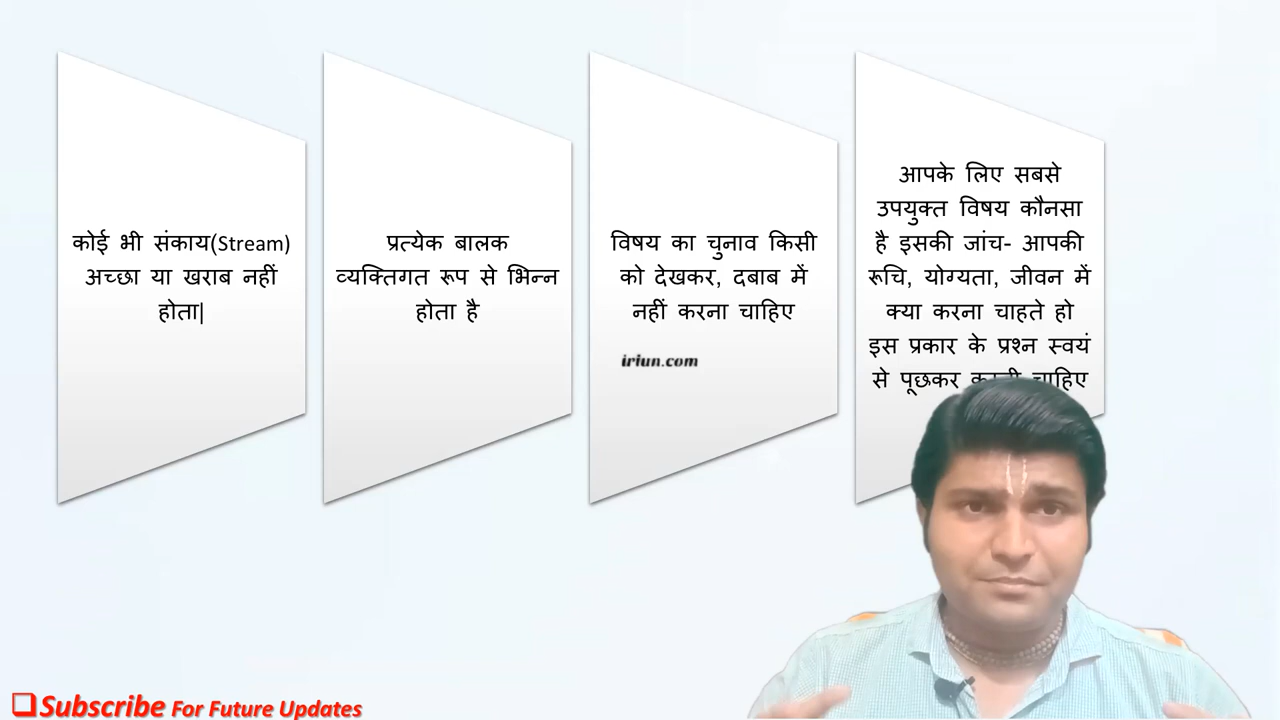 कोई भी संकाय(Stream)
अच्छा या खराब नहीं
होता|
प्रत्येक बालक
व्यक्तिगत रूप से भिन्न
होता है
विषय का चुनाव किसी
को देखकर, दबाब में
नहीं करना चाहिए
iriun.com
आपके लिए सबसे
उपयुक्त विषय कौनसा
है इसकी जांच- आपकी
रूचि, योग्यता, जीवन में
क्या करना चाहते हो
इस प्रकार के प्रश्न स्वयं
से पूछकर चाहिए
Subscribe For Future Updates